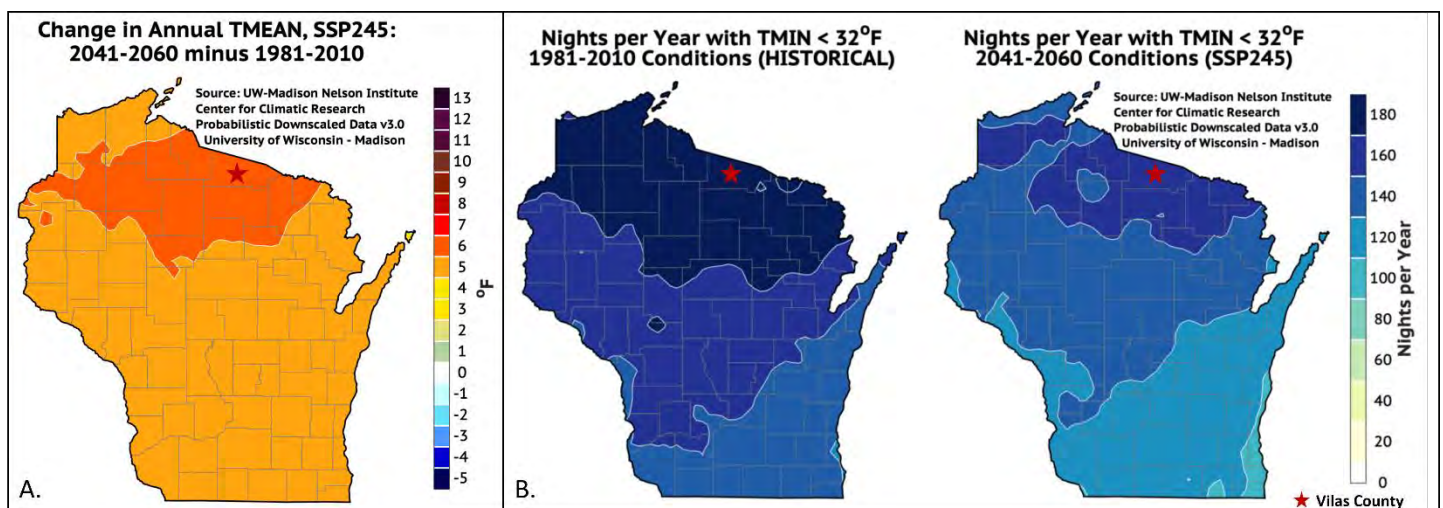 Change in Annual TMEAN, SSP245:
2041-2060 minus 1981-2010
Source: UW-Madison Nelson Institute
Center for Climatic Research
Probabilistic Downscaled Data v3.0
University of Wisconsin - Madison
13
12
11
10
9
8
7
6
5
4
3
2
1
0
-1
-2
-3
-4
-5
°F
A.
Nights per Year with TMIN < 32°F
1981-2010 Conditions (HISTORICAL)
B.
Nights per Year with TMIN < 32°F
2041-2060 Conditions (SSP245)
Source: UW-Madison Nelson Institute
Center for Climatic Research
Probabilistic Downscaled Data v3.0
University of Wisconsin - Madison
180
160
140
120
100
80
60
40
20
0
Nights per Year
Vilas County